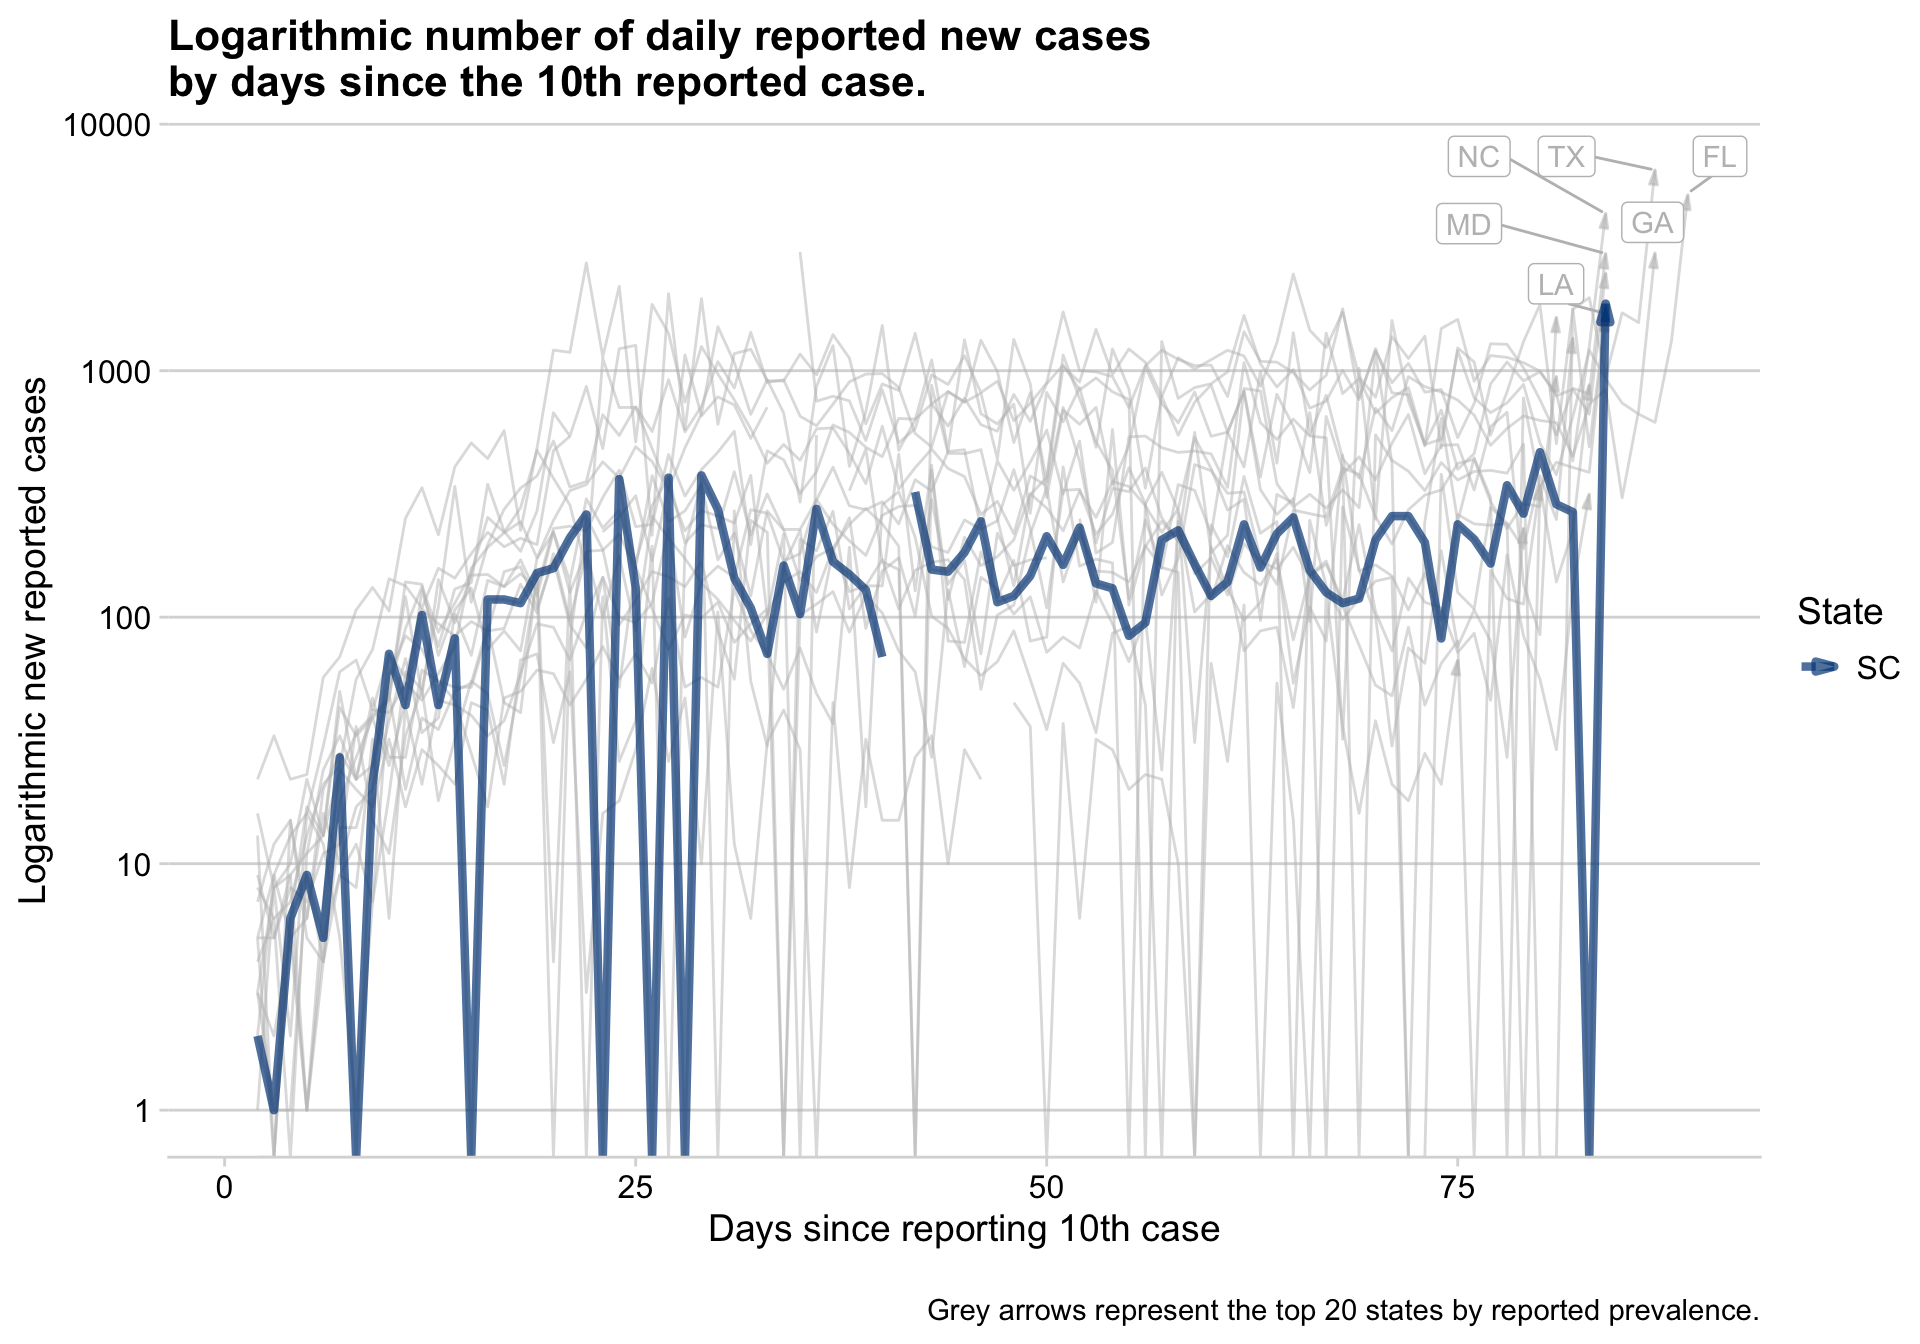 Logarithmic number of daily reported new cases
by days since the 10th reported case.
Logarithmic new reported cases
10000
1000
100
10
1
NC
TX
FL
MD
GA
LA
State
SC
0
25
50
75
Days since reporting 10th case
Grey arrows represent the top 20 states by reported prevalence.